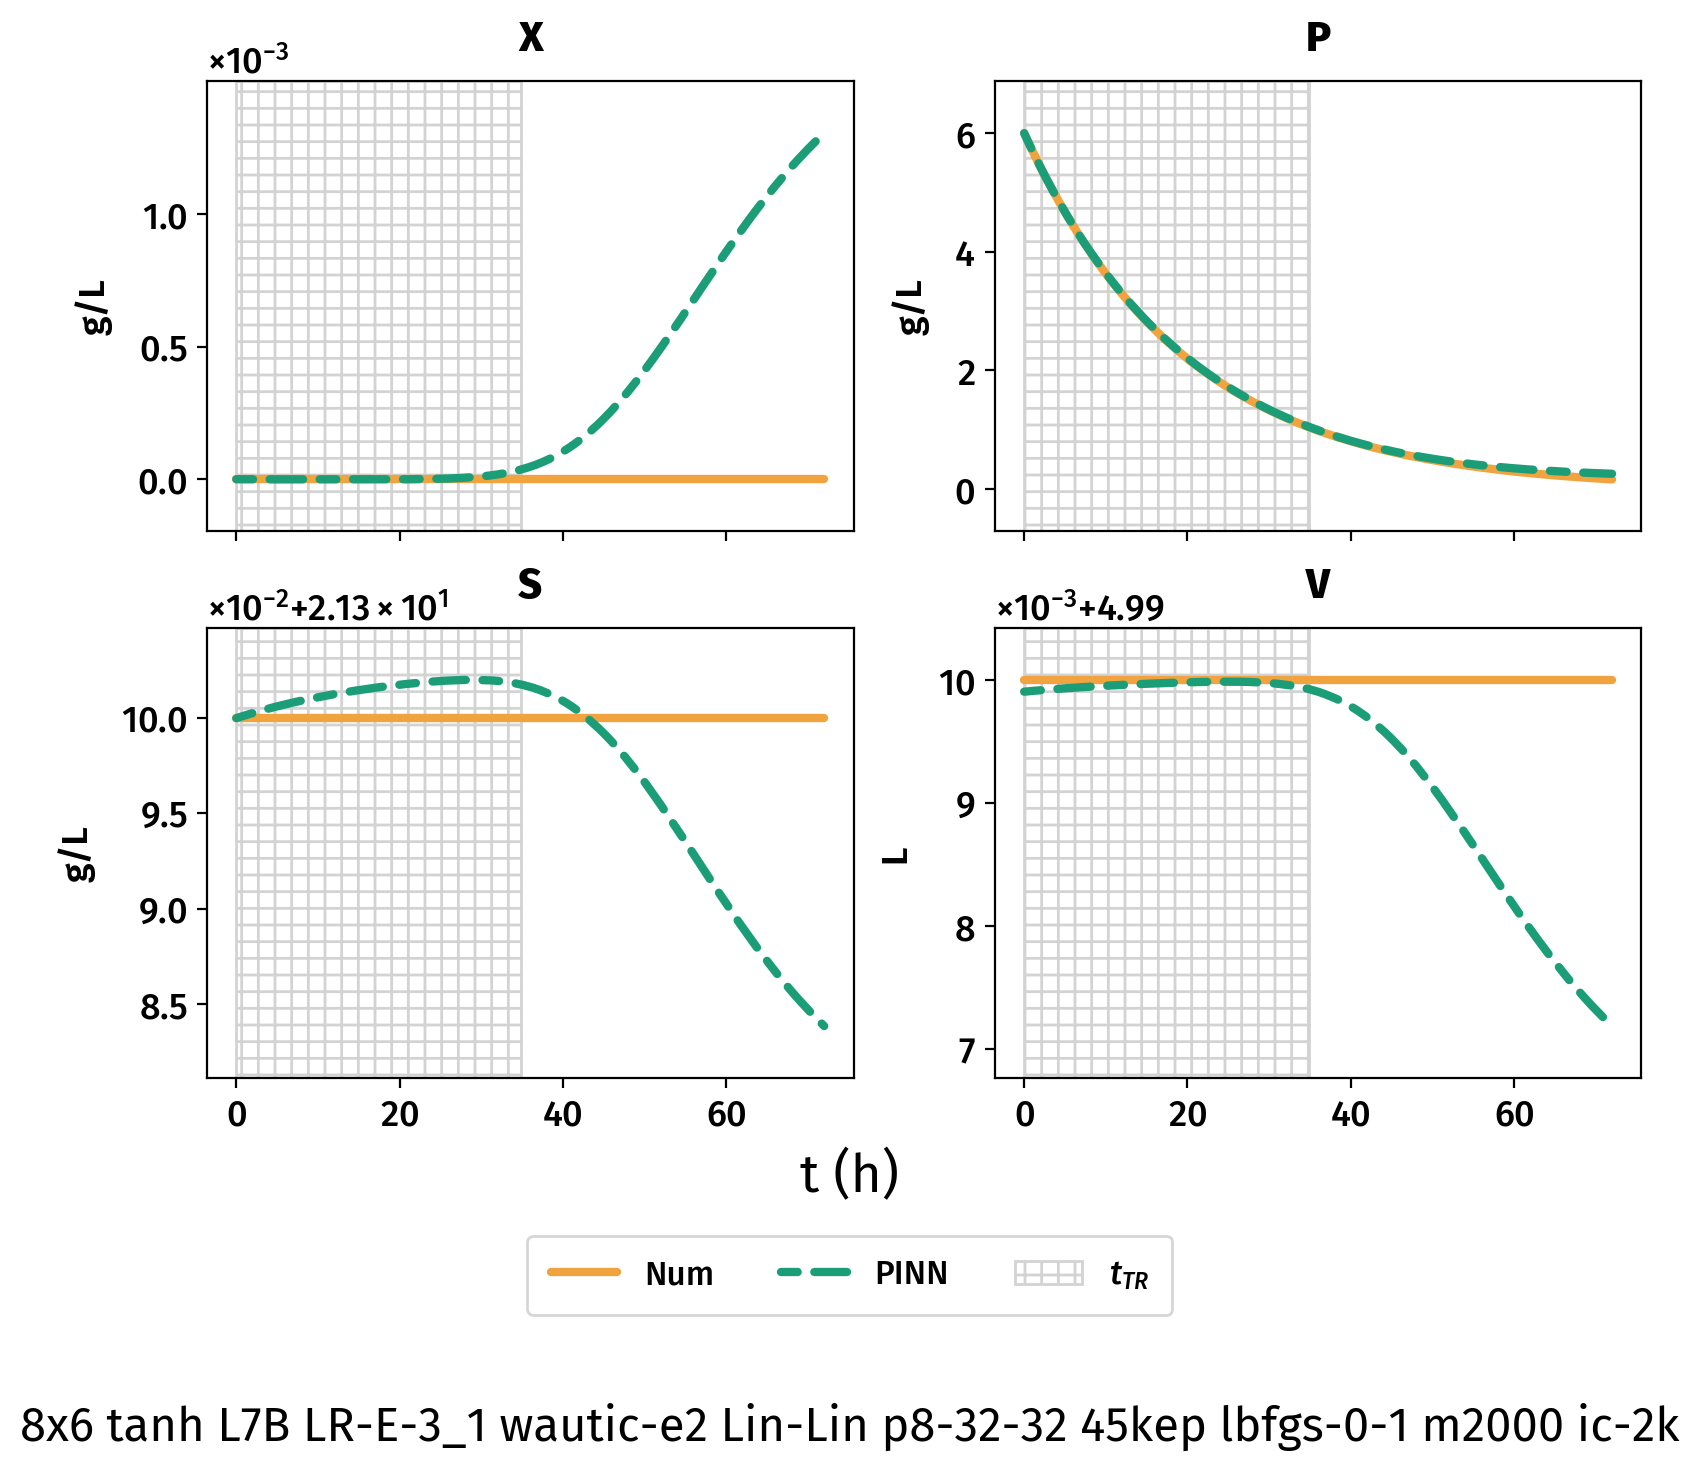 X
×10⁻³
g/L
1.0
0.5
0.0
P
g/L
6
4
2
0
S
×10⁻²+2.13 × 10¹
g/L
10.0
9.5
9.0
8.5
0 20 40 60
V
×10⁻³+4.99
L
10
9
8
7
0 20 40 60
t (h)
Num PINN t_TR
8x6 tanh L7B LR-E-3_1 wautic-e2 Lin-Lin p8-32-32 45kep lbfgs-0-1 m2000 ic-2k